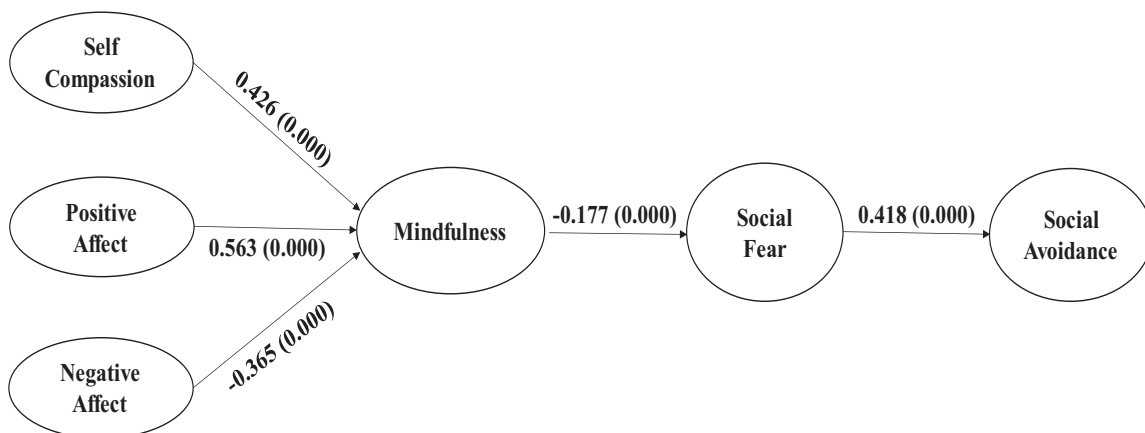 Self
Compassion
0.426 (0.000)
Positive
Affect
0.563 (0.000)
Negative
Affect
-0.365 (0.000)
Mindfulness
-0.177 (0.000)
Social
Fear
0.418 (0.000)
Social
Avoidance